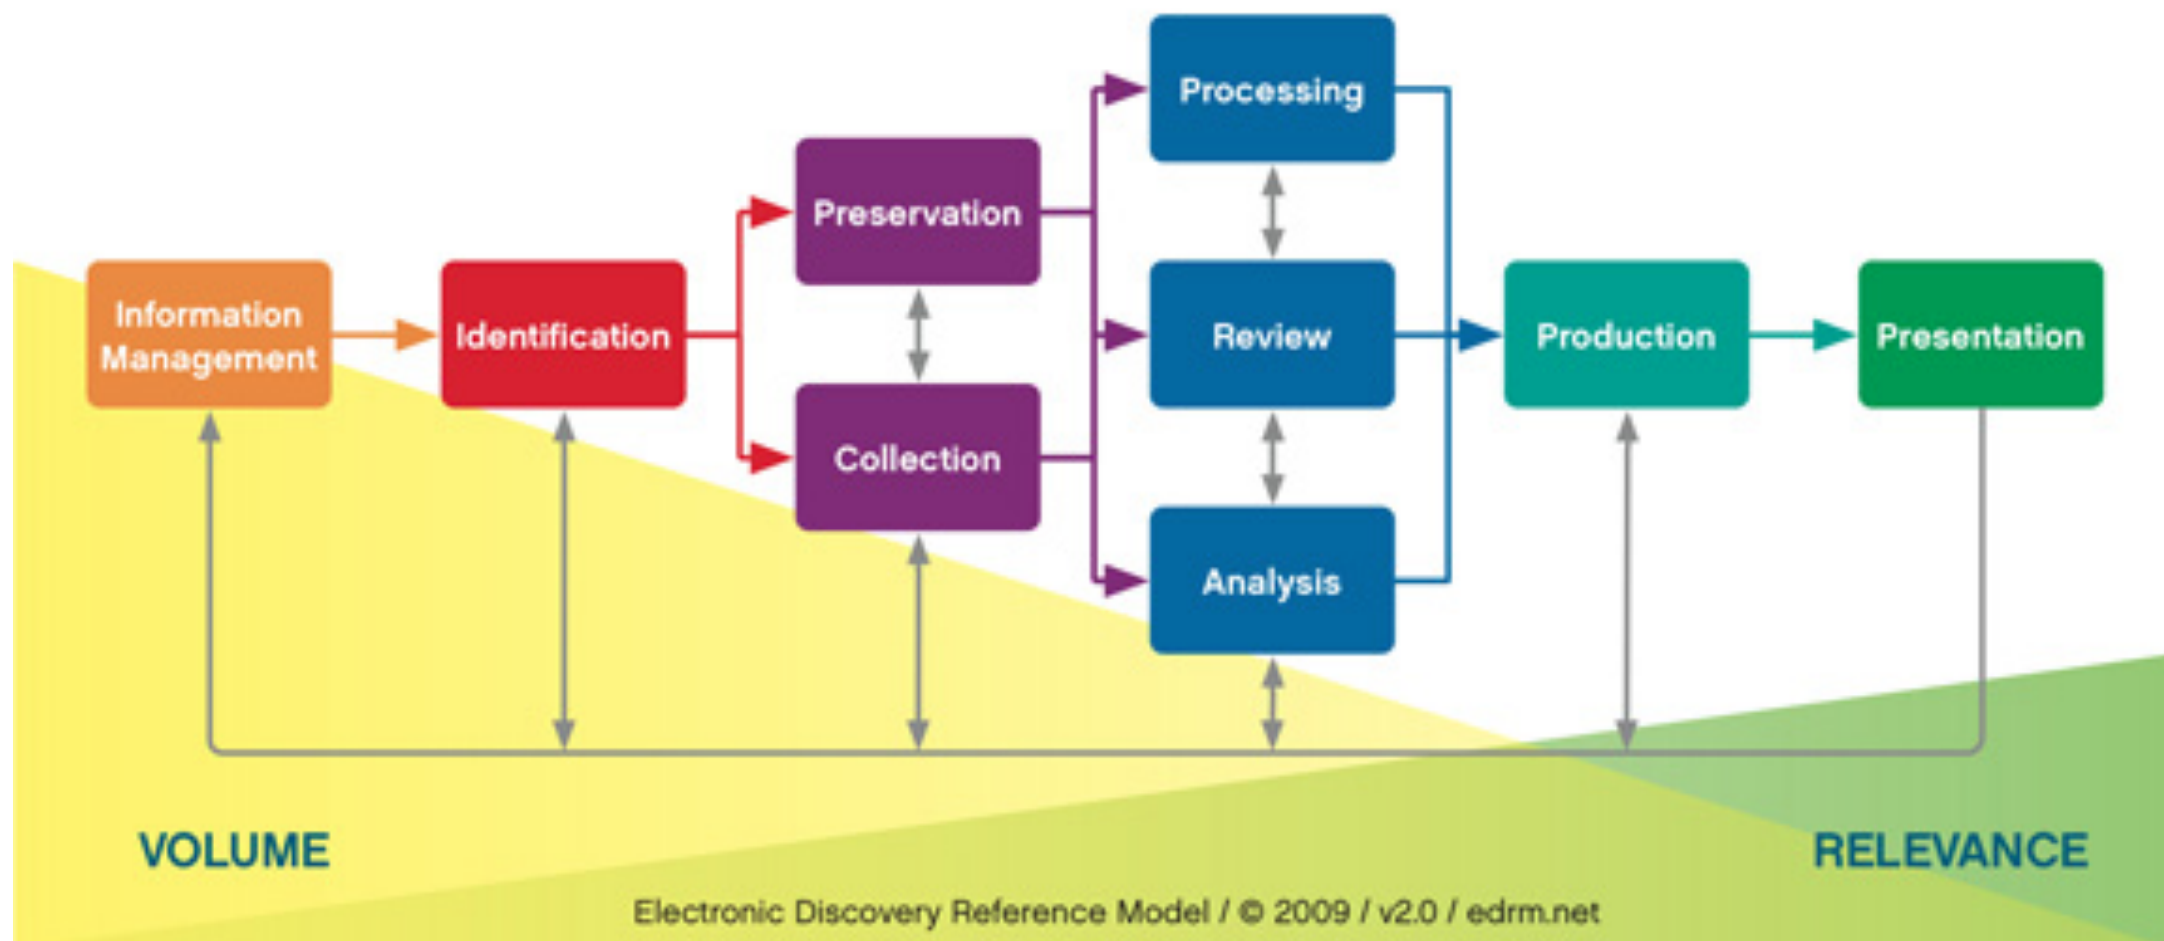 Information
Management
Identification
Preservation
Collection
Processing
Review
Analysis
Production
Presentation
VOLUME
RELEVANCE
Electronic Discovery Reference Model / © 2009 / v2.0 / edrm.net